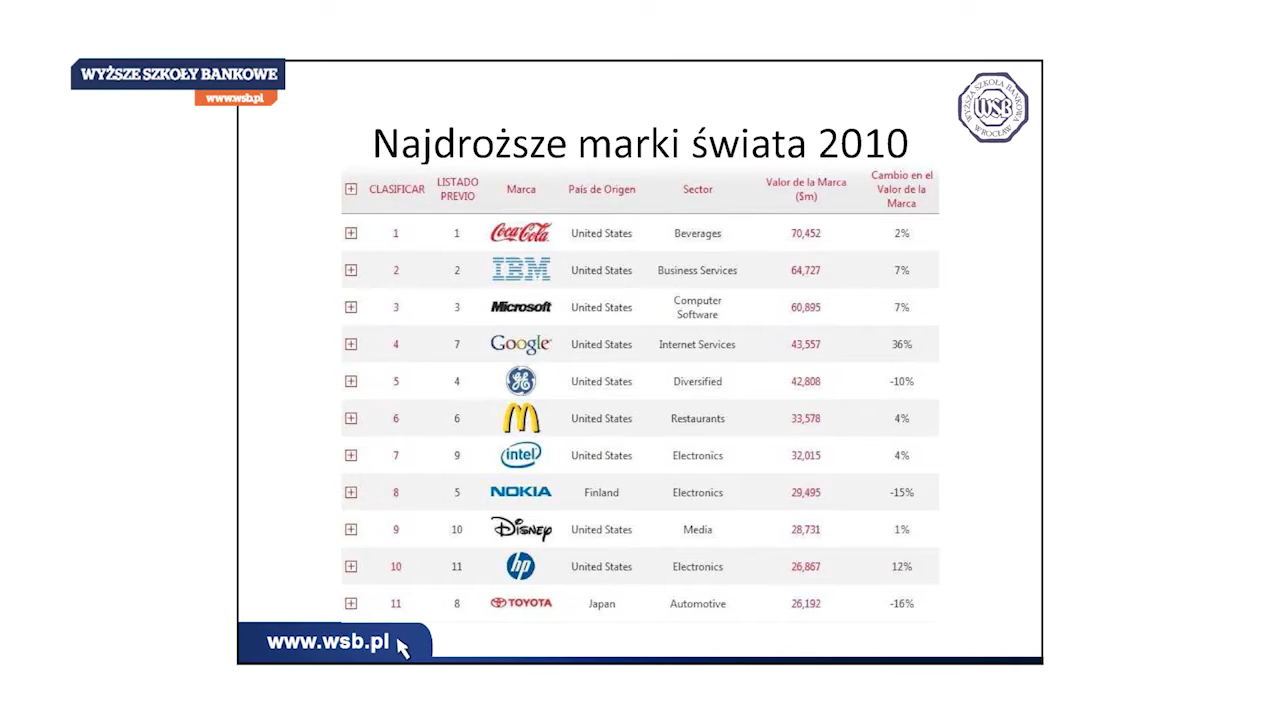 WYŻSZE SZKOŁY BANKOWE
www.wsb.pl
WYŻSZA SZKOŁA BANKOWA
WSB
WROCŁAW
Najdroższe marki świata 2010
CLASIFICAR LISTADO PREVIO Marca País de Origen Sector Valor de la Marca ($m) Cambio en el Valor de la Marca
1 1 Coca-Cola United States Beverages 70,452 2%
2 2 IBM United States Business Services 64,727 7%
3 3 Microsoft United States Computer Software 60,895 7%
4 7 Google United States Internet Services 43,557 36%
5 4 GE United States Diversified 42,808 -10%
6 6 M United States Restaurants 33,578 4%
7 9 intel United States Electronics 32,015 4%
8 5 NOKIA Finland Electronics 29,495 -15%
9 10 Disney United States Media 28,731 1%
10 11 hp United States Electronics 26,867 12%
11 8 TOYOTA Japan Automotive 26,192 -16%
www.wsb.pl